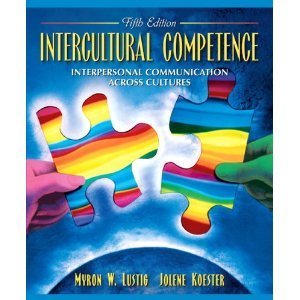 Fifth Edition
INTERCULTURAL COMPETENCE
INTERPERSONAL COMMUNICATION
ACROSS CULTURES
MYRON W. LUSTIG JOLENE KOESTER